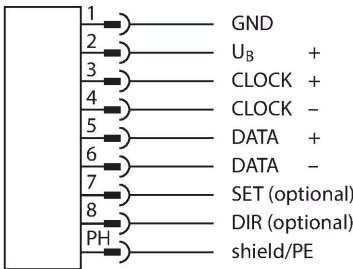 1 GND
2 U_B +
3 CLOCK +
4 CLOCK –
5 DATA +
6 DATA –
7 SET (optional)
8 DIR (optional)
PH shield/PE